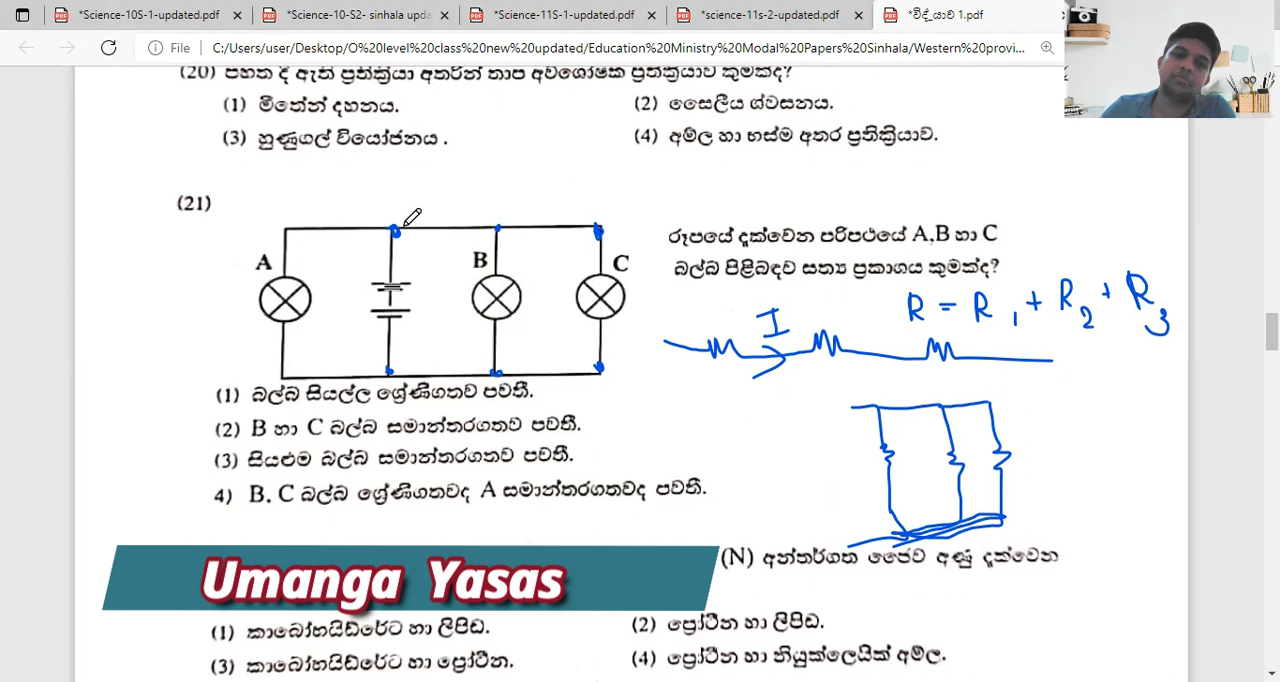 *Science-10S-1-updated.pdf
*Science-10-S2- sinhala upd
*Science-11S-1-updated.pdf
*science-11s-2-updated.pdf
*විද්‍යාව 1.pdf
File C:/Users/user/Desktop/O%20level%20class%20new%20updated/Education%20Ministry%20Modal%20Papers%20Sinhala/Western%20provi...
(20) පහත දී ඇති ප්‍රතික්‍රියා අතරින් තාප අවශෝෂක ප්‍රතික්‍රියාව කුමක්ද?
(1) මීතේන් දහනය.
(2) සෛලීය ශ්වසනය.
(3) හුණුගල් වියෝජනය .
(4) අම්ල හා භස්ම අතර ප්‍රතික්‍රියාව.
(21)
A
B
C
රූපයේ දැක්වෙන පරිපථයේ A,B හා C
බල්බ පිළිබඳව සත්‍ය ප්‍රකාශය කුමක්ද?
R = R1 + R2 + R3
I
(1) බල්බ සියල්ල ශ්‍රේණිගතව පවතී.
(2) B හා C බල්බ සමාන්තරගතව පවතී.
(3) සියළුම බල්බ සමාන්තරගතව පවතී.
4) B. C බල්බ ශ්‍රේණිගතවද A සමාන්තරගතවද පවතී.
Umanga Yasas
(N) අන්තර්ගත ජෛව අණු දැක්වෙන
(1) කාබෝහයිඩ්රේට හා ලිපිඩ.
(2) ප්‍රෝටීන හා ලිපිඩ.
(3) කාබෝහයිඩ්රේට හා ප්‍රෝටීන.
(4) ප්‍රෝටීන හා නියුක්ලෙයික් අම්ල.